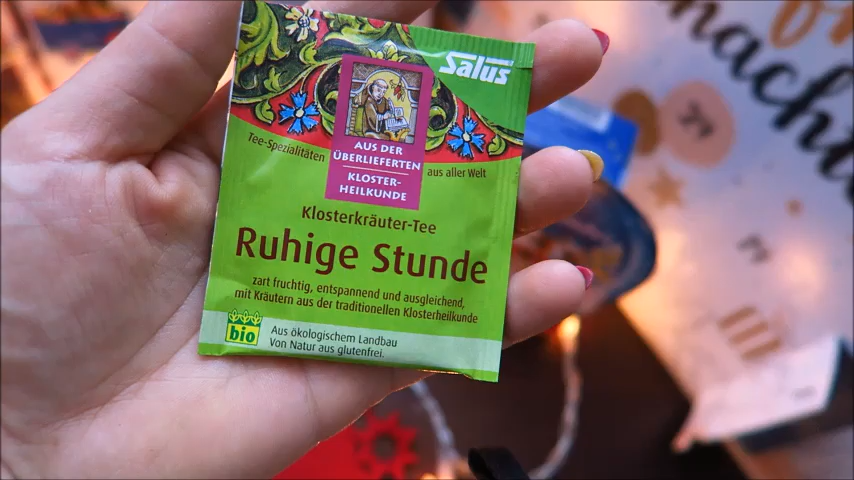 Salus
AUS DER
ÜBERLIEFERTEN
KLOSTER-
HEILKUNDE
Tee-Spezialitäten
aus aller Welt
Klosterkräuter-Tee
Ruhige Stunde
zart fruchtig, entspannend und ausgleichend,
mit Kräutern aus der traditionellen Klosterheilkunde
bio
Aus ökologischem Landbau
Von Natur aus glutenfrei.
24